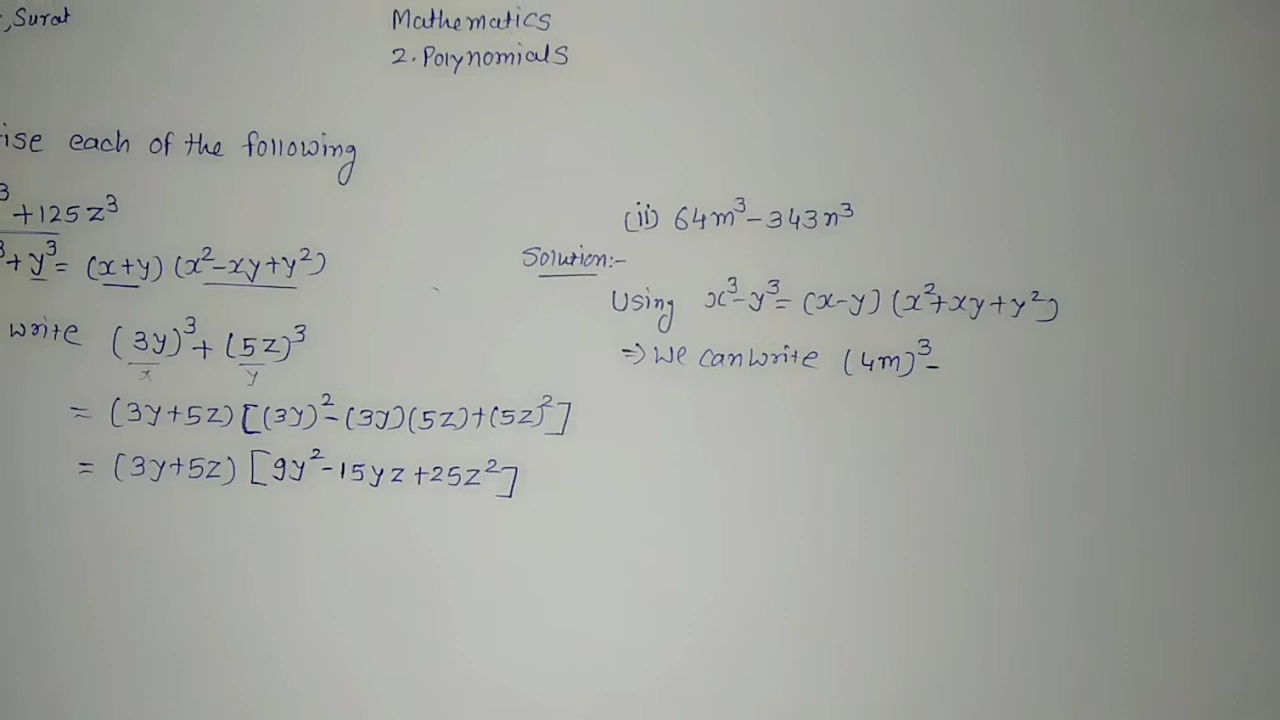 , Surat
Mathematics
2. Polynomials
ise each of the following
³ + 125z³
³ + y³ = (x+y) (x² - xy + y²)
write (3y)³ + (5z)³
x y
= (3y+5z) [(3y)² - (3y)(5z) + (5z)²]
= (3y+5z) [9y² - 15yz + 25z²]
(ii) 64m³ - 343n³
Solution:-
Using x³ - y³ = (x-y) (x² + xy + y²)
⇒ We can write (4m)³ -